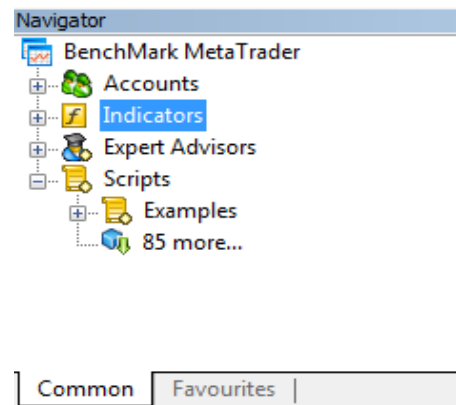 Navigator
BenchMark MetaTrader
Accounts
Indicators
Expert Advisors
Scripts
Examples
85 more...
Common Favourites